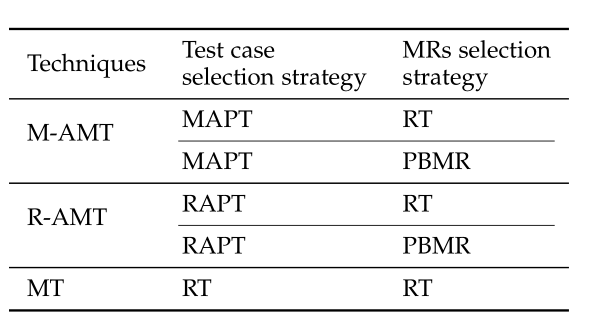 Techniques Test case selection strategy MRs selection strategy
M-AMT MAPT RT
MAPT PBMR
R-AMT RAPT RT
RAPT PBMR
MT RT RT